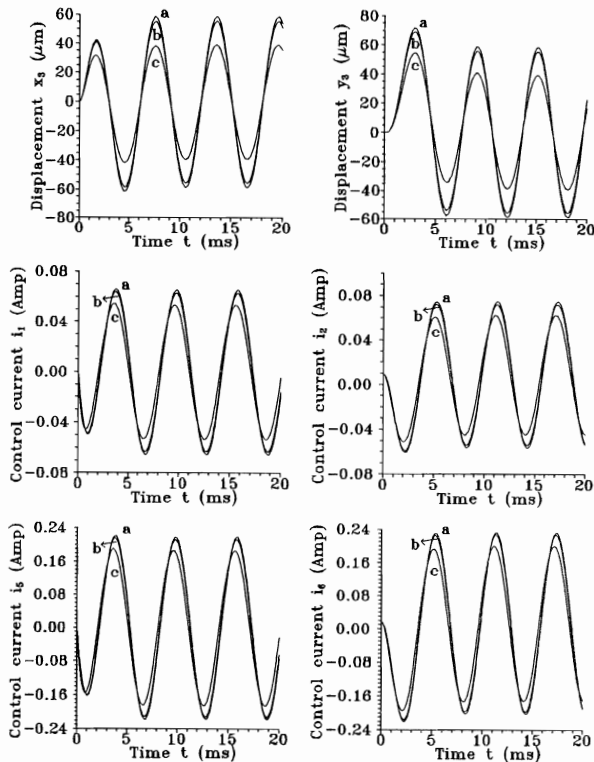 Displacement x₃ (μm)
60
40
20
0
−20
−40
−60
−80
a
b
c
0 5 10 15 20
Time t (ms)
Displacement y₃ (μm)
80
60
40
20
0
−20
−40
−60
a
b
c
0 5 10 15 20
Time t (ms)
Control current i₁ (Amp)
0.08
0.04
0.00
−0.04
−0.08
a
b
c
0 5 10 15 20
Time t (ms)
Control current i₂ (Amp)
0.08
0.04
0.00
−0.04
−0.08
a
b
c
0 5 10 15 20
Time t (ms)
Control current i₅ (Amp)
0.24
0.16
0.08
0.00
−0.08
−0.16
−0.24
a
b
c
0 5 10 15 20
Time t (ms)
Control current i₆ (Amp)
0.24
0.16
0.08
0.00
−0.08
−0.16
−0.24
a
b
c
0 5 10 15 20
Time t (ms)